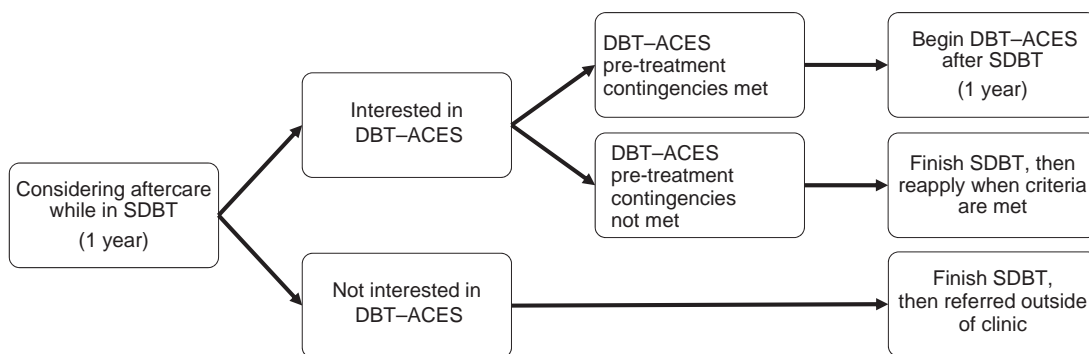 Considering aftercare
while in SDBT
(1 year)
Interested in
DBT–ACES
Not interested in
DBT–ACES
DBT–ACES
pre-treatment
contingencies met
DBT–ACES
pre-treatment
contingencies
not met
Begin DBT–ACES
after SDBT
(1 year)
Finish SDBT, then
reapply when criteria
are met
Finish SDBT,
then referred outside
of clinic